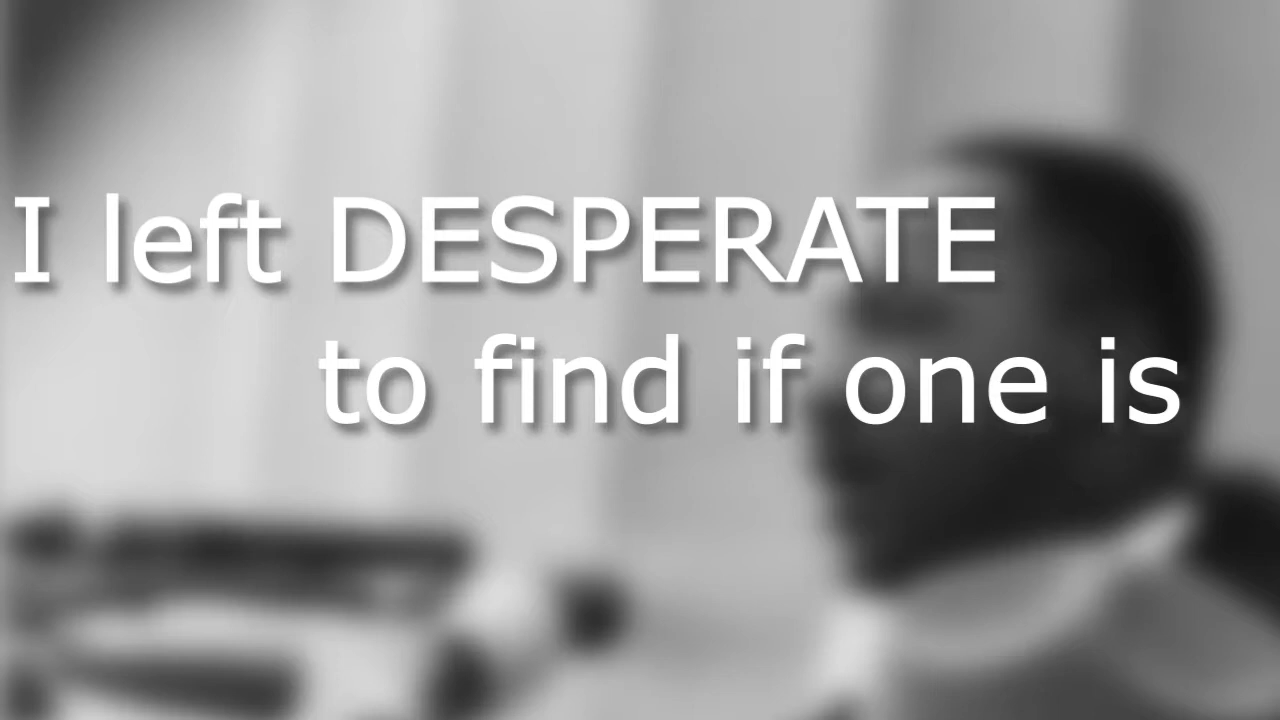 I left DESPERATE
to find if one is